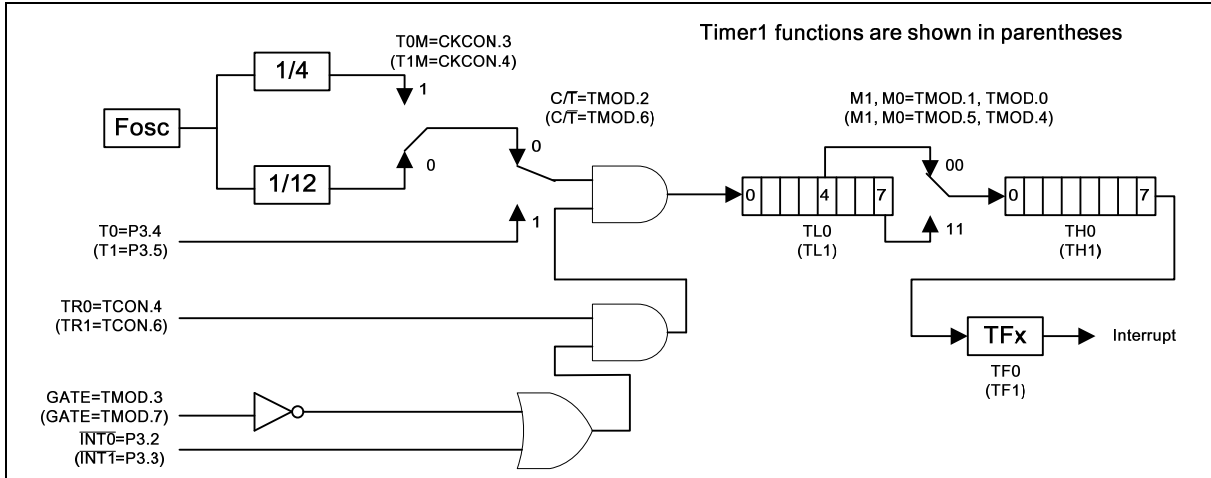 Timer1 functions are shown in parentheses
T0M=CKCON.3
(T1M=CKCON.4)
1/4
1
Fosc
C/T̅=TMOD.2
(C/T̅=TMOD.6)
M1, M0=TMOD.1, TMOD.0
(M1, M0=TMOD.5, TMOD.4)
0
00
1/12
0
0 4 7
0 7
T0=P3.4
(T1=P3.5)
1
11
TL0
(TL1)
TH0
(TH1)
TR0=TCON.4
(TR1=TCON.6)
TFx
Interrupt
TF0
(TF1)
GATE=TMOD.3
(GATE=TMOD.7)
I̅N̅T̅0̅=P3.2
(I̅N̅T̅1̅=P3.3)